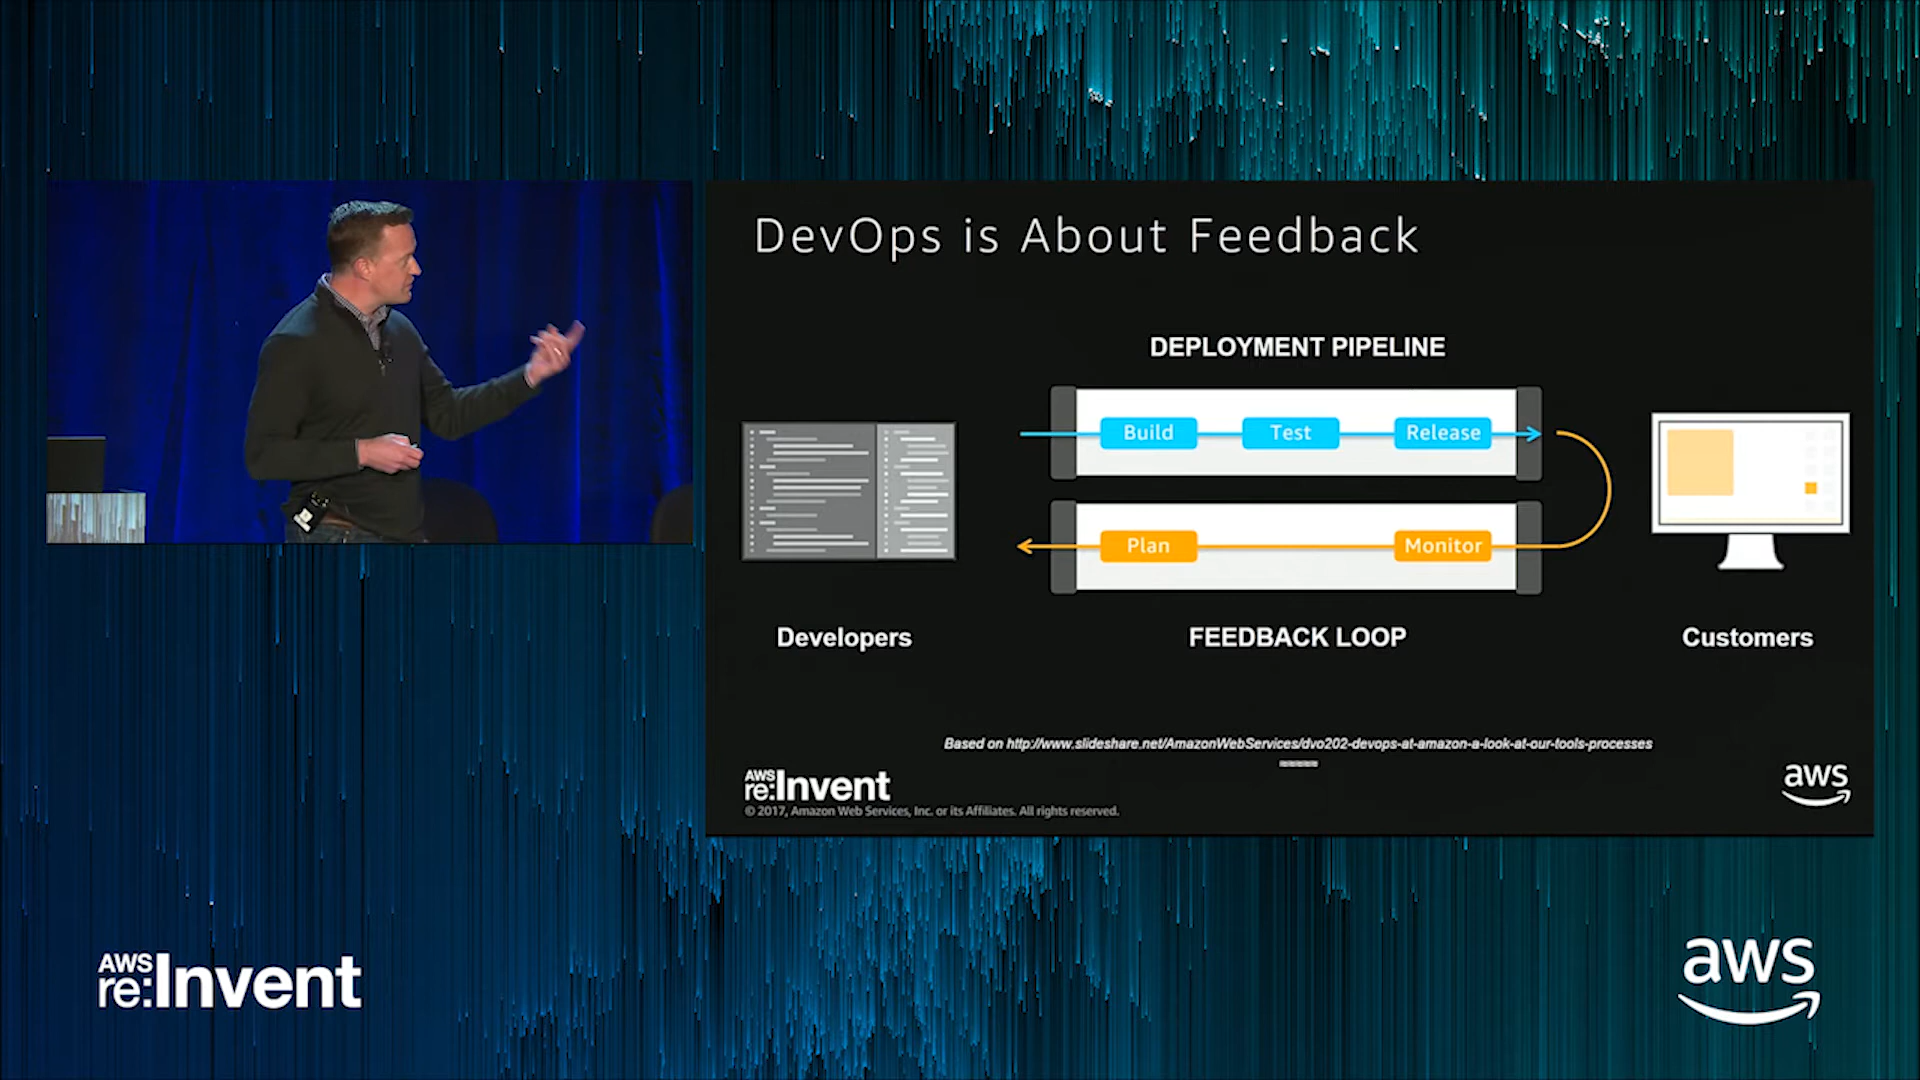 DevOps is About Feedback
DEPLOYMENT PIPELINE
Build Test Release
Plan Monitor
Developers
FEEDBACK LOOP
Customers
Based on http://www.slideshare.net/AmazonWebServices/dvo202-devops-at-amazon-a-look-at-our-tools-processes
AWS
re:Invent
aws
© 2017, Amazon Web Services, Inc. or its Affiliates. All rights reserved.
AWS
re:Invent
aws